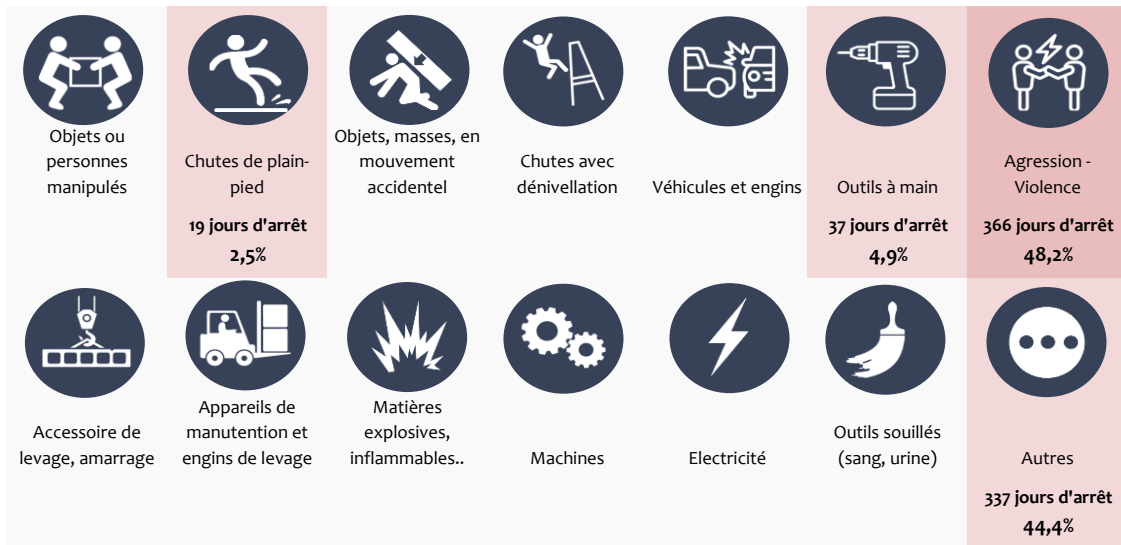 Objets ou
personnes
manipulés
Chutes de plain-
pied
19 jours d'arrêt
2,5%
Objets, masses, en
mouvement
accidentel
Chutes avec
dénivellation
Véhicules et engins
Outils à main
37 jours d'arrêt
4,9%
Agression -
Violence
366 jours d'arrêt
48,2%
Accessoire de
levage, amarrage
Appareils de
manutention et
engins de levage
Matières
explosives,
inflammables..
Machines
Electricité
Outils souillés
(sang, urine)
Autres
337 jours d'arrêt
44,4%